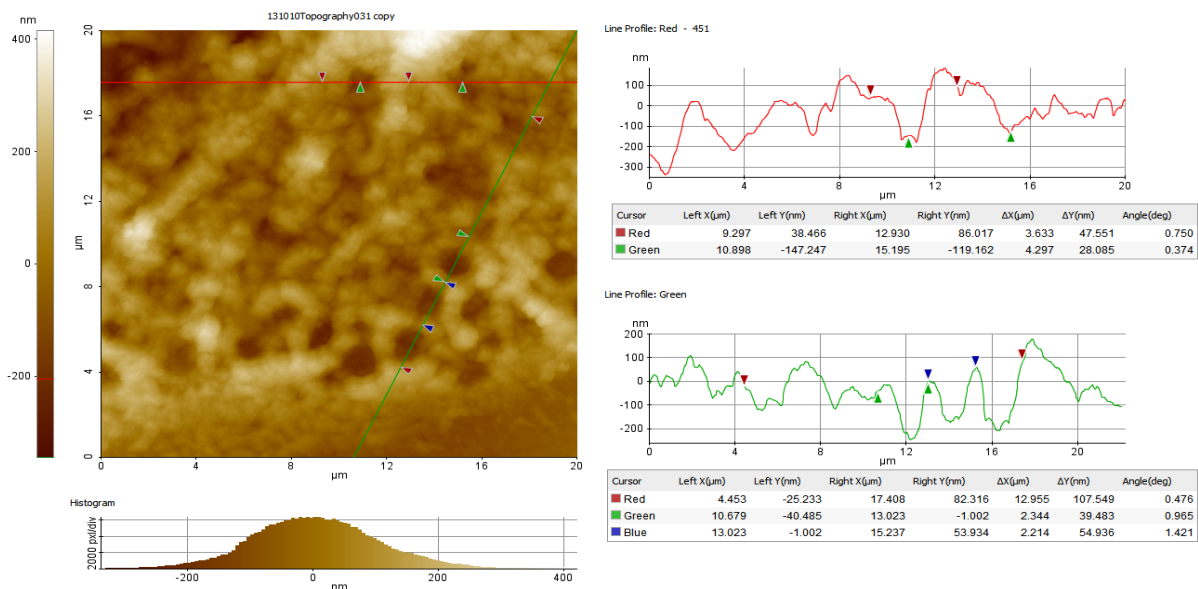 131010Topography031 copy
nm
400
200
0
-200
20
16
12
8
4
0
µm
0 4 8 12 16 20
µm
Histogram
2000 pxl/div
-200 0 200 400
nm
Line Profile: Red - 451
nm
100
0
-100
-200
-300
0 4 8 12 16 20
µm
Cursor Left X(µm) Left Y(nm) Right X(µm) Right Y(nm) ΔX(µm) ΔY(nm) Angle(deg)
Red 9.297 38.466 12.930 86.017 3.633 47.551 0.750
Green 10.898 -147.247 15.195 -119.162 4.297 28.085 0.374
Line Profile: Green
nm
200
100
0
-100
-200
0 4 8 12 16 20
µm
Cursor Left X(µm) Left Y(nm) Right X(µm) Right Y(nm) ΔX(µm) ΔY(nm) Angle(deg)
Red 4.453 -25.233 17.408 82.316 12.955 107.549 0.476
Green 10.679 -40.485 13.023 -1.002 2.344 39.483 0.965
Blue 13.023 -1.002 15.237 53.934 2.214 54.936 1.421